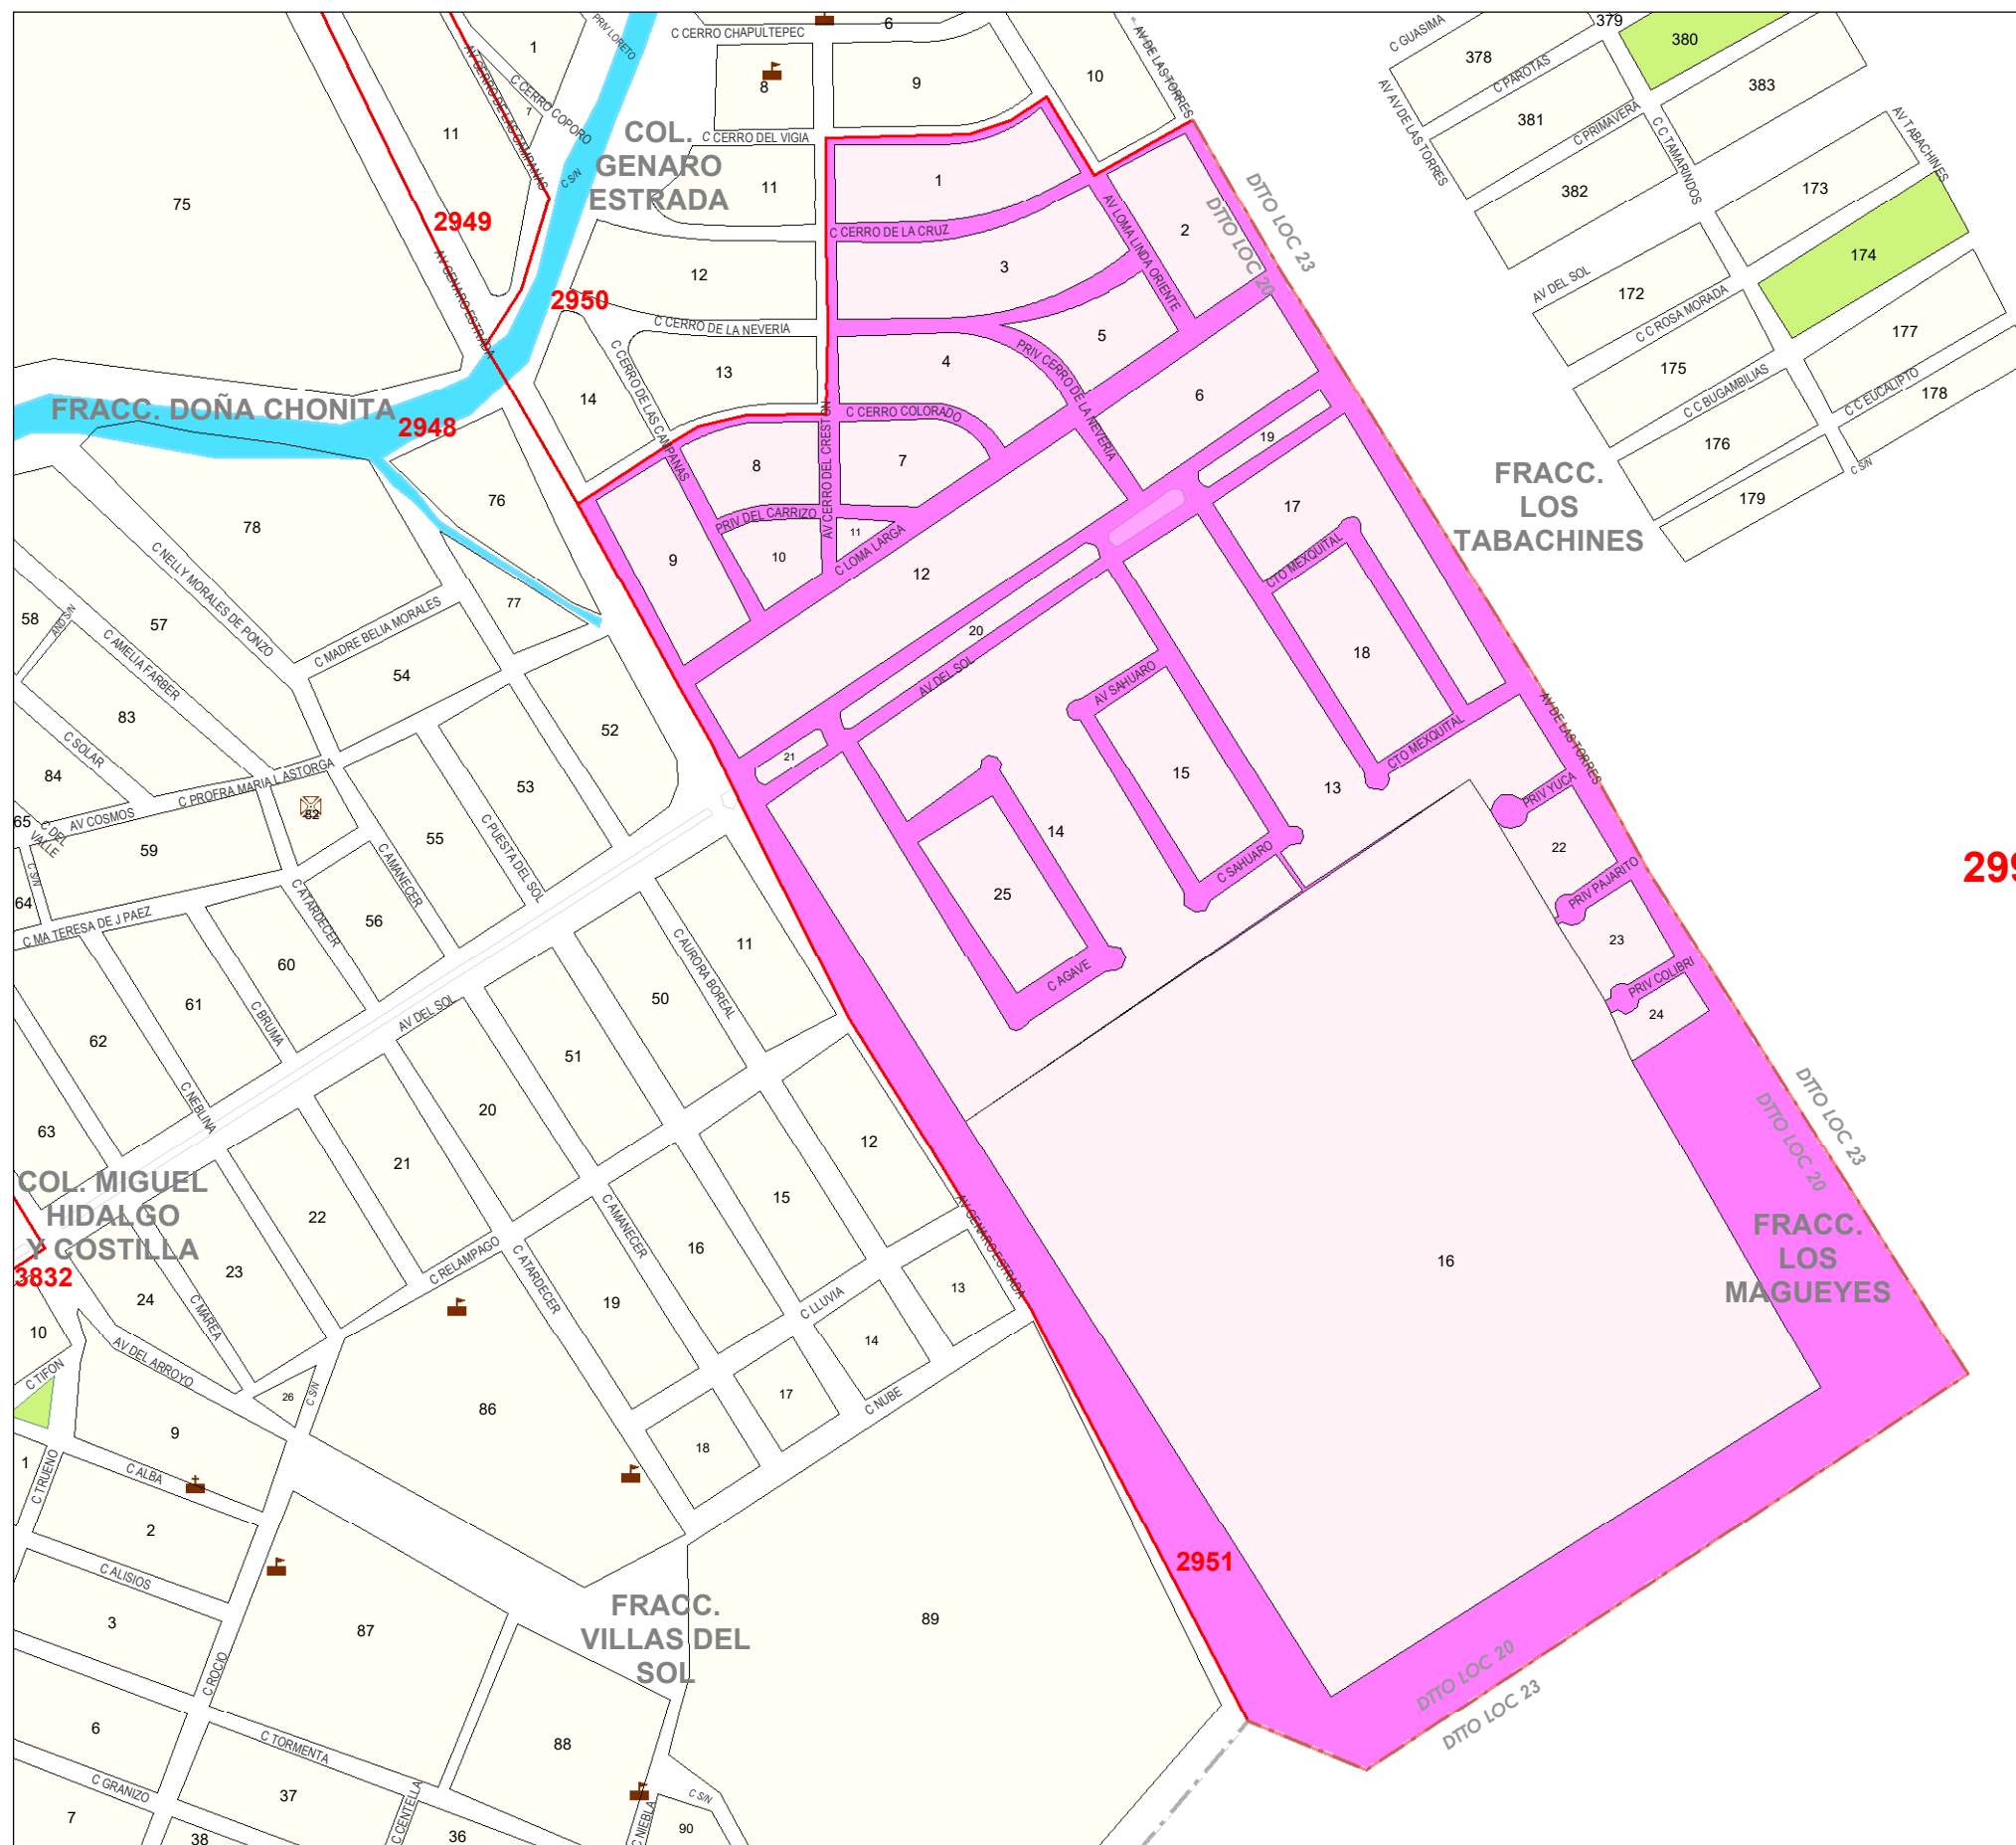 C CERRO CHAPULTEPEC
6
PRIV LORETO
1
AV CERRO DE LAS CAMPANAS
C CERRO COPORO
7
11
8
9
10
AV DE LAS TORRES
C GUASIMA
379
380
378
C PAROTAS
383
381
C PRIMAVERA
AV AV DE LAS TORRES
C C TAMARINDOS
AV TABACHINES
382
173
174
AV DEL SOL
172
C C ROSA MORADA
175
177
C C BUGAMBILIAS
C C EUCALIPTO
178
176
C S/N
179
FRACC.
LOS
TABACHINES
COL.
GENARO
ESTRADA
C CERRO DEL VIGIA
11
C S/N
75
2949
AV GENARO ESTRADA
2950
12
C CERRO DE LA NEVERIA
13
14
C CERRO DE LAS CAMPANAS
1
C CERRO DE LA CRUZ
2
AV LOMA LINDA ORIENTE
3
DTTO LOC 23
DTTO LOC 20
5
4
PRIV CERRO DE LA NEVERIA
6
C CERRO COLORADO
AV CERRO DEL CRESTON
8
7
19
17
PRIV DEL CARRIZO
11
10
C LOMA LARGA
9
12
CTO MEXQUITAL
18
20
AV DEL SOL
AV SAHUARO
15
CTO MEXQUITAL
AV DE LAS TORRES
21
13
14
C SAHUARO
25
C AGAVE
PRIV YUCA
22
PRIV PAJARITO
23
PRIV COLIBRI
24
299
16
DTTO LOC 23
DTTO LOC 20
FRACC.
LOS
MAGUEYES
2951
DTTO LOC 20
DTTO LOC 23
FRACC. DOÑA CHONITA
2948
76
78
77
C NELLY MORALES DE PONZO
58
AND S/N
57
C AMELIA FARBER
C MADRE BELIA MORALES
54
83
C SOLAR
84
52
53
C PUESTA DEL SOL
C PROFRA MARIA L ASTORGA
AV COSMOS
82
65
C DEL
VALLE
C S/N
64
59
55
C AMANECER
C ATARDECER
56
C MA TERESA DE J PAEZ
60
61
C BRUMA
62
C NEBLINA
63
AV DEL SOL
C AURORA BOREAL
11
50
51
20
21
22
23
24
12
15
16
13
AV GENARO ESTRADA
COL. MIGUEL
HIDALGO
Y COSTILLA
3832
C MAREA
C RELAMPAGO
C ATARDECER
C AMANECER
19
C LLUVIA
14
17
18
C NUBE
10
C TIFON
AV DEL ARROYO
26
C S/N
86
9
1
C TRUENO
C ALBA
2
C ALISIOS
3
C ROCIO
87
FRACC.
VILLAS DEL
SOL
89
6
C TORMENTA
88
C GRANIZO
7
37
38
C CENTELLA
36
C NIEBLA
C S/N
90